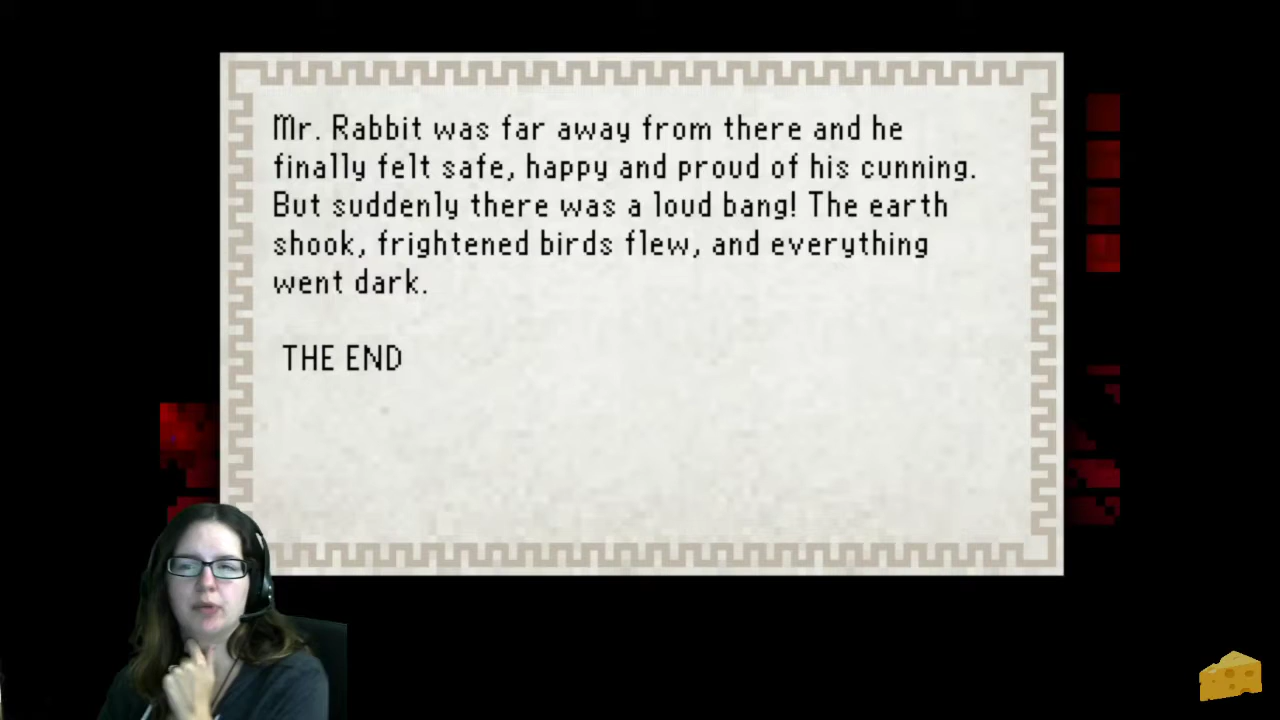 Mr. Rabbit was far away from there and he
finally felt safe, happy and proud of his cunning.
But suddenly there was a loud bang! The earth
shook, frightened birds flew, and everything
went dark.
THE END